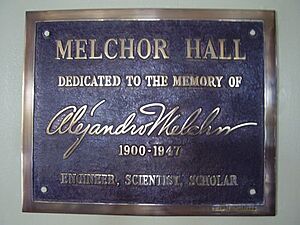 MELCHOR HALL
DEDICATED TO THE MEMORY OF
Alejandro Melchor
1900-1947
ENGINEER, SCIENTIST, SCHOLAR